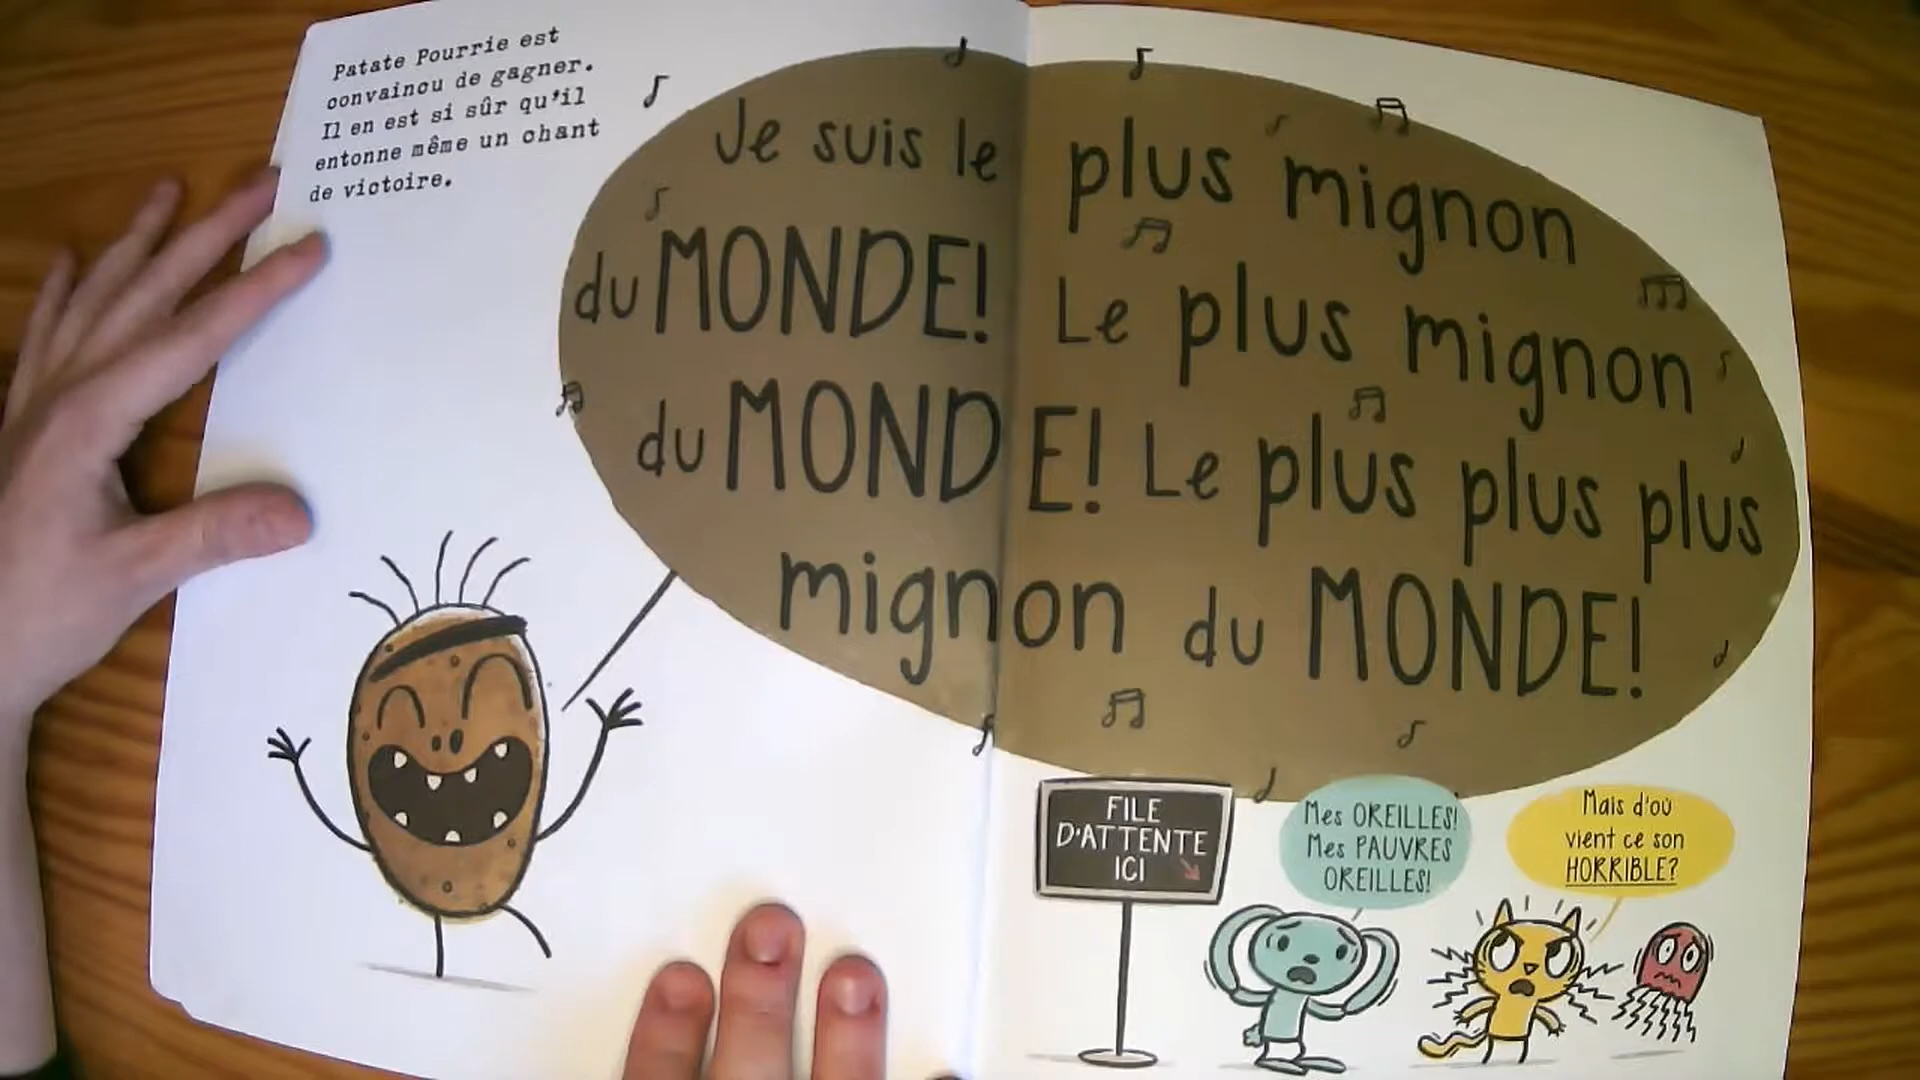 Patate Pourrie est
convaincu de gagner.
Il en est si sûr qu'il
entonne même un chant
de victoire.
Je suis le plus mignon
du MONDE! Le plus mignon
du MONDE! Le plus plus plus
mignon du MONDE!
FILE
D'ATTENTE
ICI
Mes OREILLES!
Mes PAUVRES
OREILLES!
Mais d'où
vient ce son
HORRIBLE?